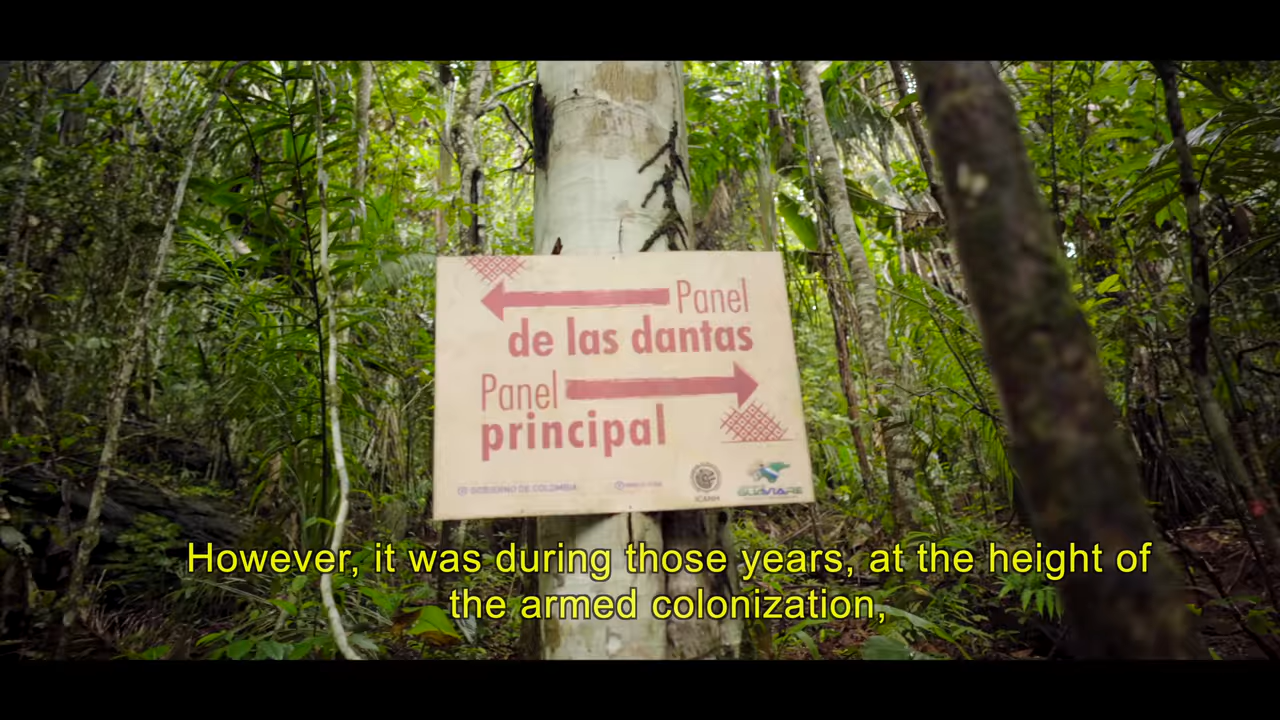 Panel
de las dantas
Panel
principal
GOBIERNO DE COLOMBIA
ICANH
GUAVIARE
However, it was during those years, at the height of
the armed colonization,